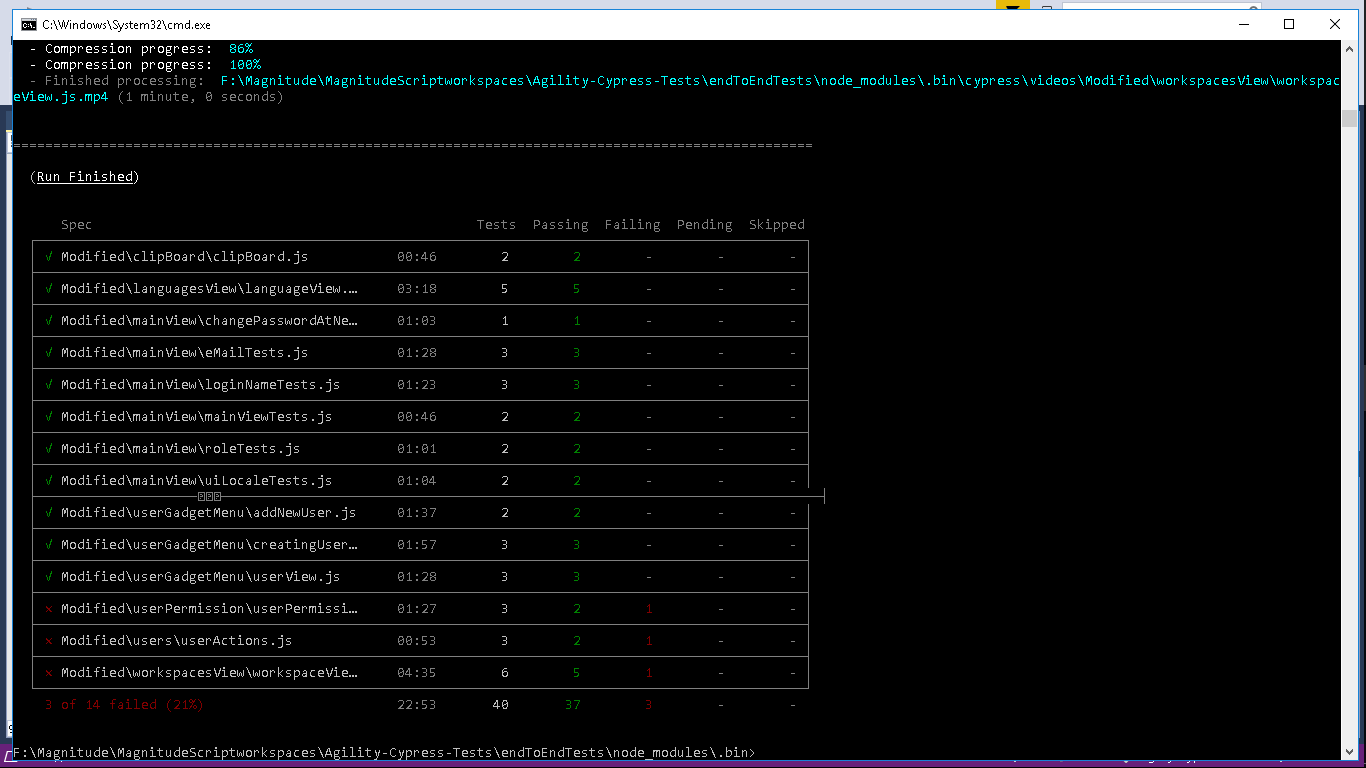 C:\Windows\System32\cmd.exe
- Compression progress:  86%
- Compression progress:  100%
- Finished processing:  F:\Magnitude\MagnitudeScriptworkspaces\Agility-Cypress-Tests\endToEndTests\node_modules\.bin\cypress\videos\Modified\workspacesView\workspac
eView.js.mp4 (1 minute, 0 seconds)
====================================================================================================
(Run Finished)
Spec Tests Passing Failing Pending Skipped
√ Modified\clipBoard\clipBoard.js 00:46 2 2 - - -
√ Modified\languagesView\languageView.… 03:18 5 5 - - -
√ Modified\mainView\changePasswordAtNe… 01:03 1 1 - - -
√ Modified\mainView\eMailTests.js 01:28 3 3 - - -
√ Modified\mainView\loginNameTests.js 01:23 3 3 - - -
√ Modified\mainView\mainViewTests.js 00:46 2 2 - - -
√ Modified\mainView\roleTests.js 01:01 2 2 - - -
√ Modified\mainView\uiLocaleTests.js 01:04 2 2 - - -
√ Modified\userGadgetMenu\addNewUser.js 01:37 2 2 - - -
√ Modified\userGadgetMenu\creatingUser… 01:57 3 3 - - -
√ Modified\userGadgetMenu\userView.js 01:28 3 3 - - -
× Modified\userPermission\userPermissi… 01:27 3 2 1 - -
× Modified\users\userActions.js 00:53 3 2 1 - -
× Modified\workspacesView\workspaceVie… 04:35 6 5 1 - -
3 of 14 failed (21%) 22:53 40 37 3 - -
F:\Magnitude\MagnitudeScriptworkspaces\Agility-Cypress-Tests\endToEndTests\node_modules\.bin>